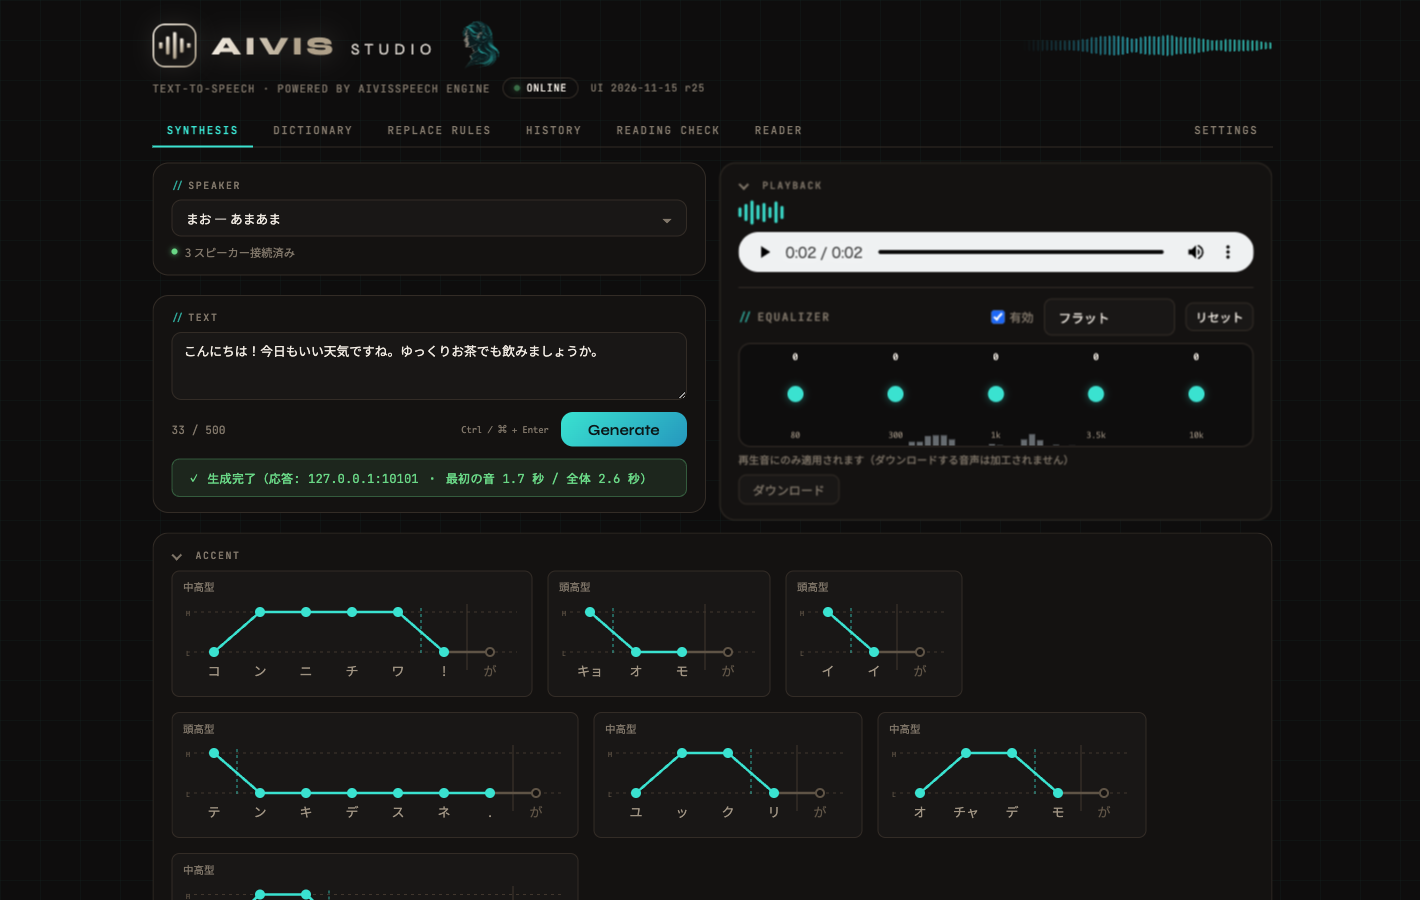 AIVIS STUDIO
TEXT-TO-SPEECH · POWERED BY AIVISSPEECH ENGINE
ONLINE
UI 2026-11-15 r25
SYNTHESIS
DICTIONARY
REPLACE RULES
HISTORY
READING CHECK
READER
SETTINGS
// SPEAKER
まお — あまあま
3 スピーカー接続済み
// TEXT
こんにちは！今日もいい天気ですね。ゆっくりお茶でも飲みましょうか。
33 / 500
Ctrl / ⌘ + Enter
Generate
✓ 生成完了（応答: 127.0.0.1:10101 · 最初の音 1.7 秒 / 全体 2.6 秒）
PLAYBACK
0:02 / 0:02
// EQUALIZER
有効
フラット
リセット
0 0 0 0 0
80 300 1k 3.5k 10k
再生音にのみ適用されます（ダウンロードする音声は加工されません）
ダウンロード
ACCENT
中高型
H
L
コ ン ニ チ ワ ！ が
頭高型
H
L
キョ オ モ が
頭高型
H
L
イ イ が
頭高型
H
L
テ ン キ デ ス ネ . が
中高型
H
L
ユ ッ ク リ が
中高型
H
L
オ チャ デ モ が
中高型